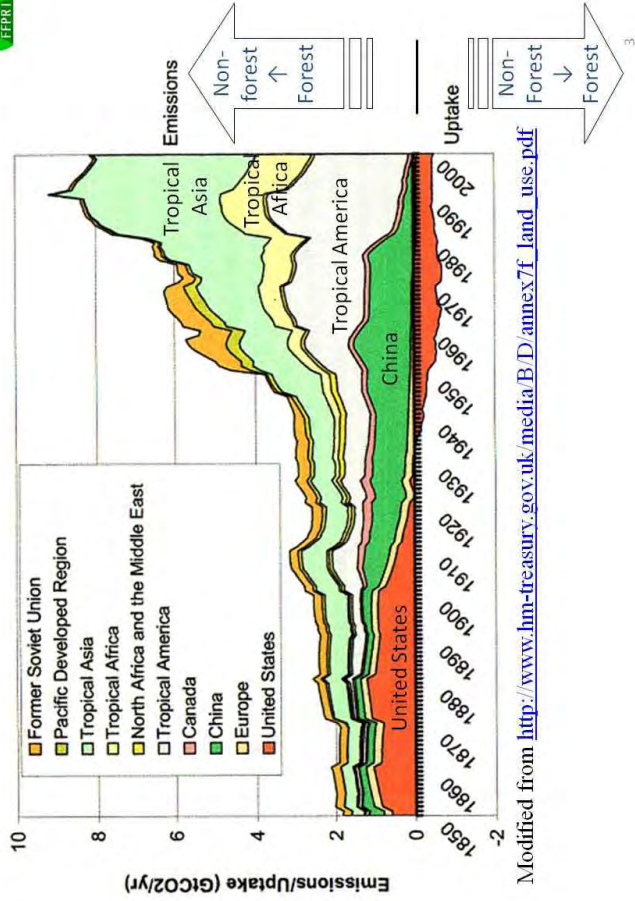 FFPRI
Emissions/Uptake (GtCO2/yr)
10
8
6
4
2
0
-2
Former Soviet Union
Pacific Developed Region
Tropical Asia
Tropical Africa
North Africa and the Middle East
Tropical America
Canada
China
Europe
United States
Tropical
Asia
Tropical
Africa
Tropical America
China
United States
1850
1860
1870
1880
1890
1900
1910
1920
1930
1940
1950
1960
1970
1980
1990
2000
Emissions
Non-
forest
↑
Forest
Uptake
Non-
Forest
↓
Forest
Modified from http://www.hm-treasury.gov.uk/media/B/D/annex7f_land_use.pdf
3